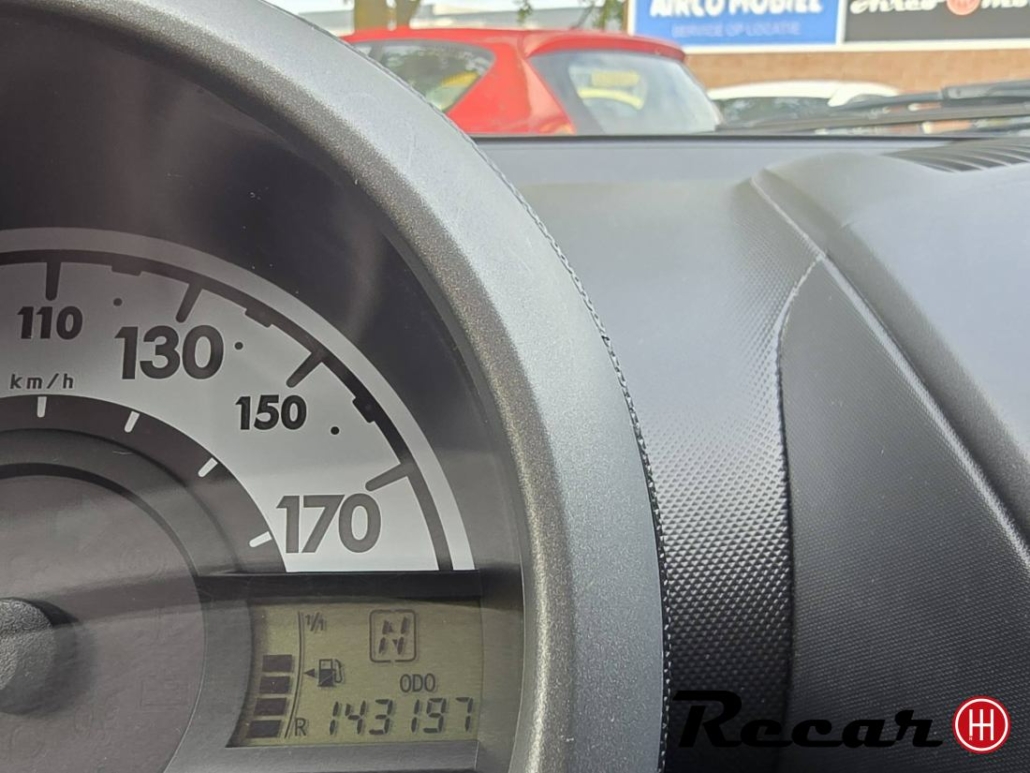 AIRCO MOBIEL
SERVICE OP LOCATIE
110
130
km/h
150
170
1/1
N
ODO
R 143197
Recar